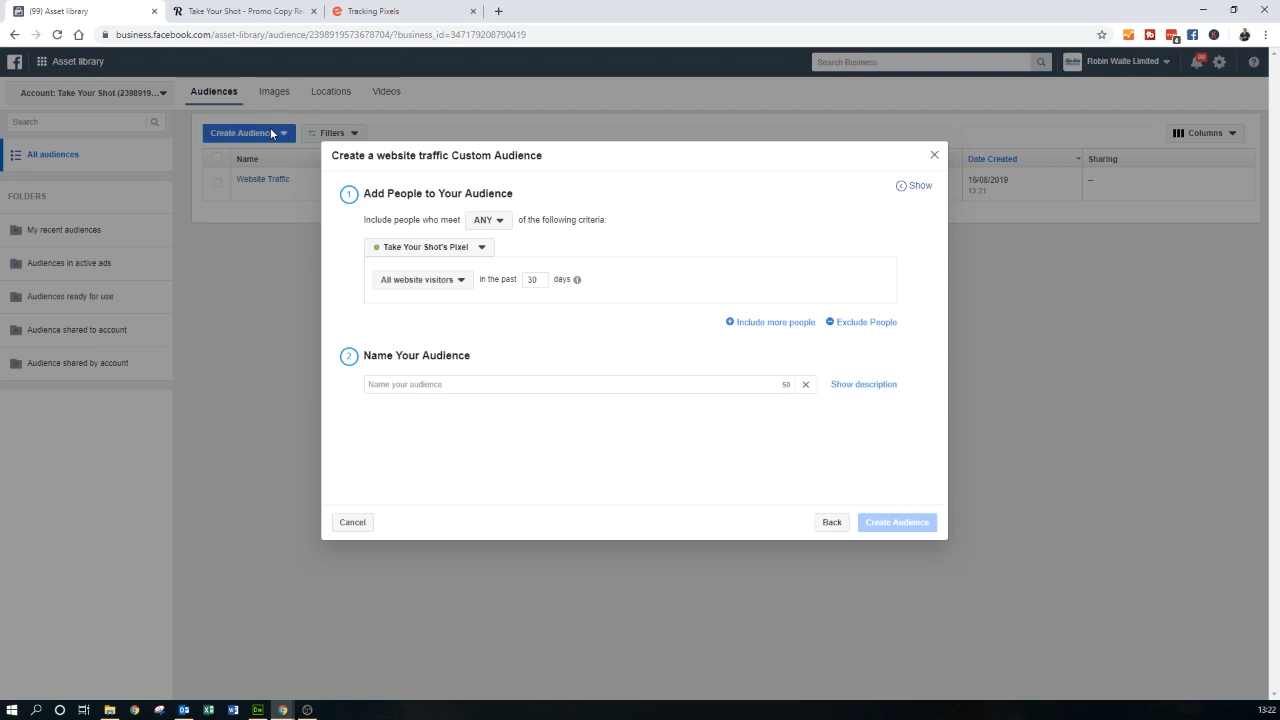 (99) Asset library
Take Your Shot - Promo Copy Re
Tracking Pixels
business.facebook.com/asset-library/audience/2398919573678704/?business_id=347179208790419
Asset library
Search Business
Robin Waite Limited
Account: Take Your Shot (2398919...
Audiences
Images
Locations
Videos
Search
Create Audience
Filters
Columns
All audiences
Name
Date Created
Sharing
Website Traffic
16/08/2019
13:21
--
FOLDERS
My recent audiences
Audiences in active ads
Audiences ready for use
Audience shared to account
Audience shared by account
Create a website traffic Custom Audience
1
Add People to Your Audience
Show
Include people who meet ANY of the following criteria:
Take Your Shot's Pixel
All website visitors in the past 30 days
Include more people
Exclude People
2
Name Your Audience
Name your audience 50
Show description
Cancel
Back
Create Audience
13:22